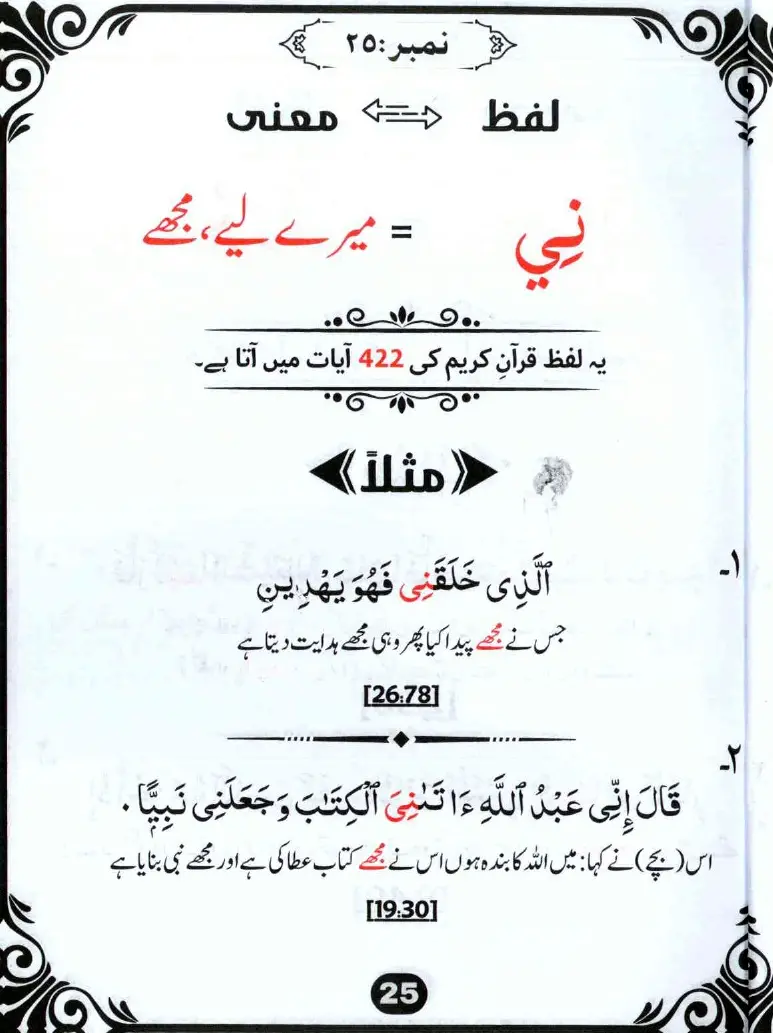 نمبر:۲۵
لفظ معنی
نِي = میرے لیے، مجھے
یہ لفظ قرآنِ کریم کی 422 آیات میں آتا ہے۔
مثلاً
۱۔
ٱلَّذِى خَلَقَنِى فَهُوَ يَهْدِينِ
جس نے مجھے پیدا کیا پھر وہی مجھے ہدایت دیتا ہے
[26:78]
۲۔
قَالَ إِنِّى عَبْدُ ٱللَّهِ ءَاتَىٰنِىَ ٱلْكِتَٰبَ وَجَعَلَنِى نَبِيًّا .
اس (بچے) نے کہا: میں اللہ کا بندہ ہوں اس نے مجھے کتاب عطا کی ہے اور مجھے نبی بنایا ہے
[19:30]
25